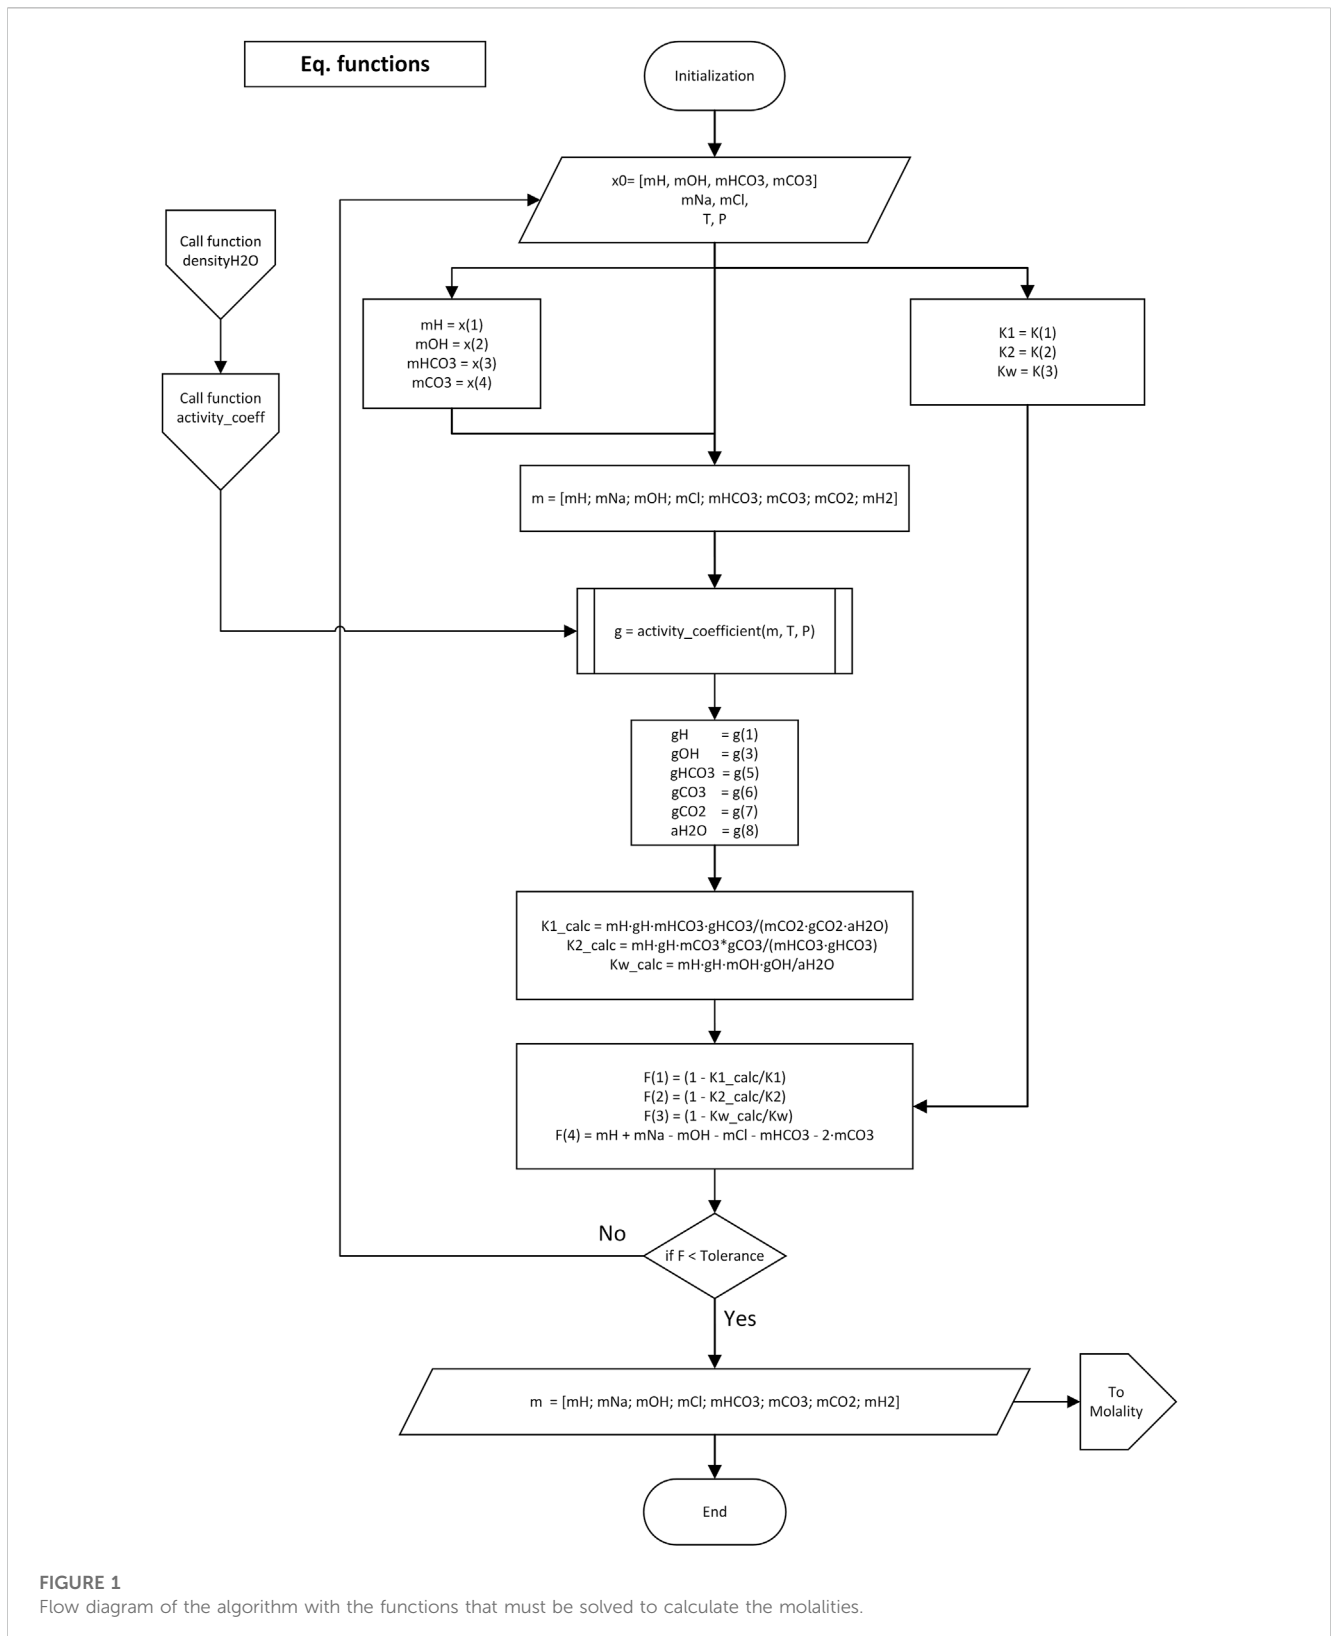 Eq. functions
Initialization
x0= [mH, mOH, mHCO3, mCO3]
mNa, mCl,
T, P
Call function
densityH2O
Call function
activity_coeff
mH = x(1)
mOH = x(2)
mHCO3 = x(3)
mCO3 = x(4)
K1 = K(1)
K2 = K(2)
Kw = K(3)
m = [mH; mNa; mOH; mCl; mHCO3; mCO3; mCO2; mH2]
g = activity_coefficient(m, T, P)
gH = g(1)
gOH = g(3)
gHCO3 = g(5)
gCO3 = g(6)
gCO2 = g(7)
aH2O = g(8)
K1_calc = mH·gH·mHCO3·gHCO3/(mCO2·gCO2·aH2O)
K2_calc = mH·gH·mCO3*gCO3/(mHCO3·gHCO3)
Kw_calc = mH·gH·mOH·gOH/aH2O
F(1) = (1 - K1_calc/K1)
F(2) = (1 - K2_calc/K2)
F(3) = (1 - Kw_calc/Kw)
F(4) = mH + mNa - mOH - mCl - mHCO3 - 2·mCO3
No
if F < Tolerance
Yes
m = [mH; mNa; mOH; mCl; mHCO3; mCO3; mCO2; mH2]
To
Molality
End
FIGURE 1
Flow diagram of the algorithm with the functions that must be solved to calculate the molalities.